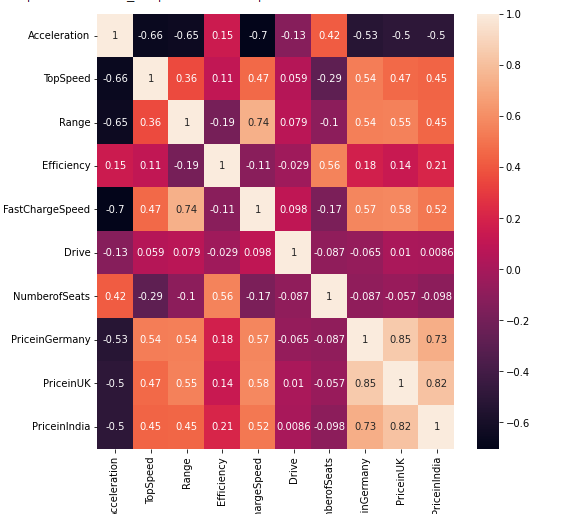 Acceleration 1 -0.66 -0.65 0.15 -0.7 -0.13 0.42 -0.53 -0.5 -0.5
TopSpeed -0.66 1 0.36 0.11 0.47 0.059 -0.29 0.54 0.47 0.45
Range -0.65 0.36 1 -0.19 0.74 0.079 -0.1 0.54 0.55 0.45
Efficiency 0.15 0.11 -0.19 1 -0.11 -0.029 0.56 0.18 0.14 0.21
FastChargeSpeed -0.7 0.47 0.74 -0.11 1 0.098 -0.17 0.57 0.58 0.52
Drive -0.13 0.059 0.079 -0.029 0.098 1 -0.087 -0.065 0.01 0.0086
NumberofSeats 0.42 -0.29 -0.1 0.56 -0.17 -0.087 1 -0.087 -0.057 -0.098
PriceinGermany -0.53 0.54 0.54 0.18 0.57 -0.065 -0.087 1 0.85 0.73
PriceinUK -0.5 0.47 0.55 0.14 0.58 0.01 -0.057 0.85 1 0.82
PriceinIndia -0.5 0.45 0.45 0.21 0.52 0.0086 -0.098 0.73 0.82 1
cceleration
TopSpeed
Range
Efficiency
hargeSpeed
Drive
mberofSeats
inGermany
PriceinUK
PriceinIndia
1.0
0.8
0.6
0.4
0.2
0.0
−0.2
−0.4
−0.6